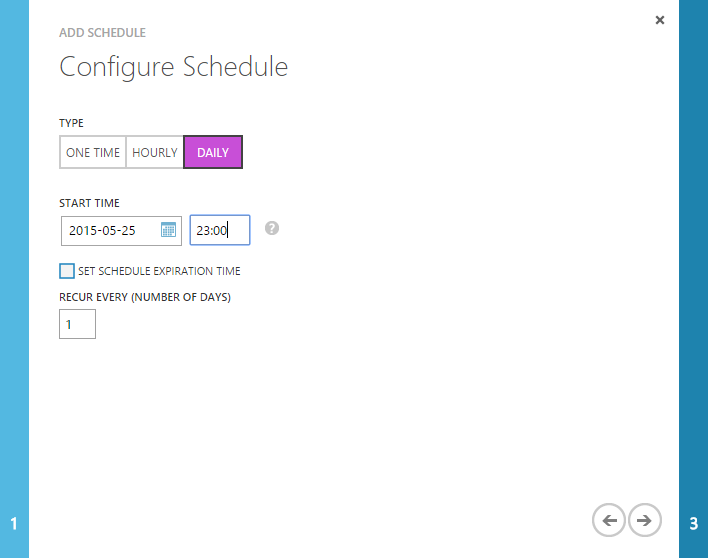 ADD SCHEDULE
Configure Schedule
TYPE
ONE TIME HOURLY DAILY
START TIME
2015-05-25 23:00 ?
SET SCHEDULE EXPIRATION TIME
RECUR EVERY (NUMBER OF DAYS)
1
1 3